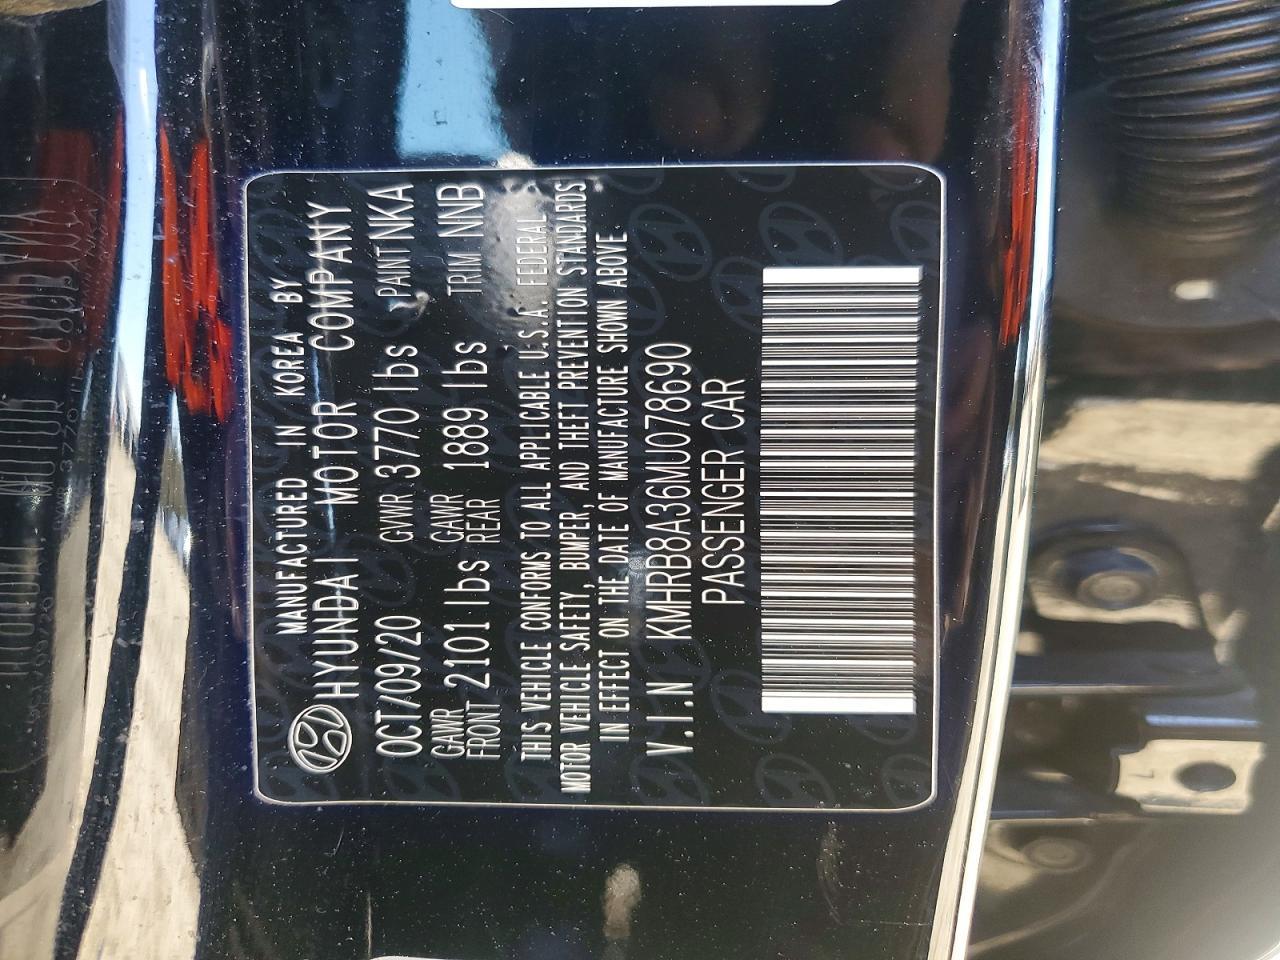 MANUFACTURED IN KOREA BY
HYUNDAI MOTOR COMPANY
OCT/09/20 GVWR 3770 lbs PAINT NKA
GAWR FRONT 2101 lbs GAWR REAR 1889 lbs TRIM NNB
THIS VEHICLE CONFORMS TO ALL APPLICABLE U.S.A. FEDERAL
MOTOR VEHICLE SAFETY, BUMPER, AND THEFT PREVENTION STANDARDS
IN EFFECT ON THE DATE OF MANUFACTURE SHOWN ABOVE
V.I.N KMHRB8A36MU078690
PASSENGER CAR